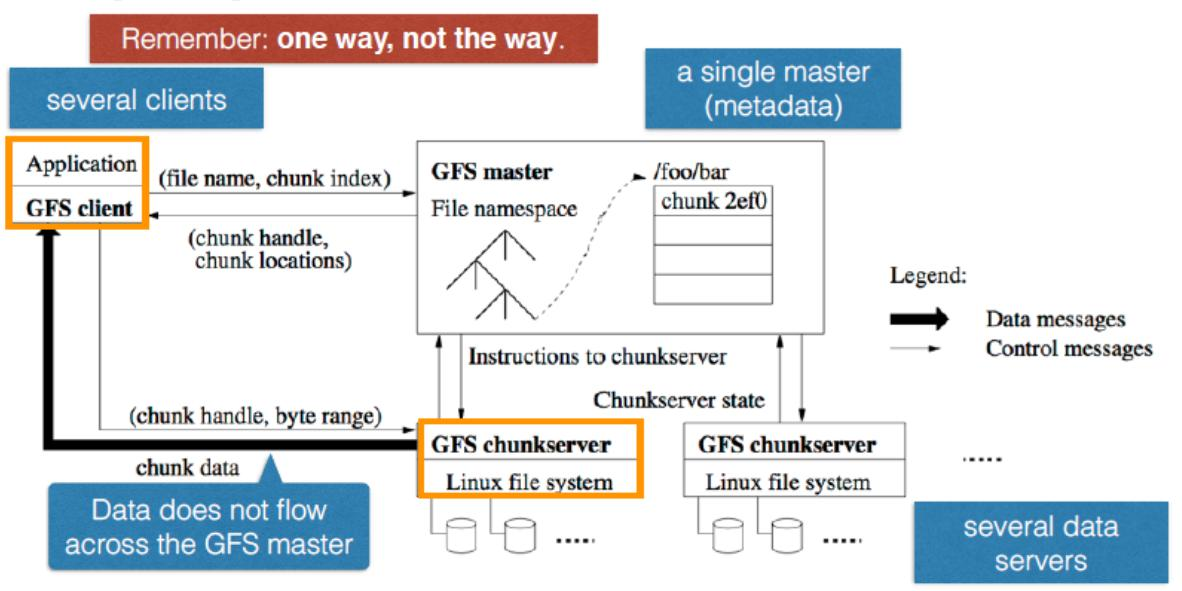 Remember: one way, not the way.
several clients
a single master
(metadata)
Application
GFS client
(file name, chunk index)
(chunk handle,
chunk locations)
GFS master
File namespace
/foo/bar
chunk 2ef0
Legend:
Data messages
Control messages
Instructions to chunkserver
Chunkserver state
(chunk handle, byte range)
chunk data
GFS chunkserver
Linux file system
GFS chunkserver
Linux file system
Data does not flow
across the GFS master
several data
servers